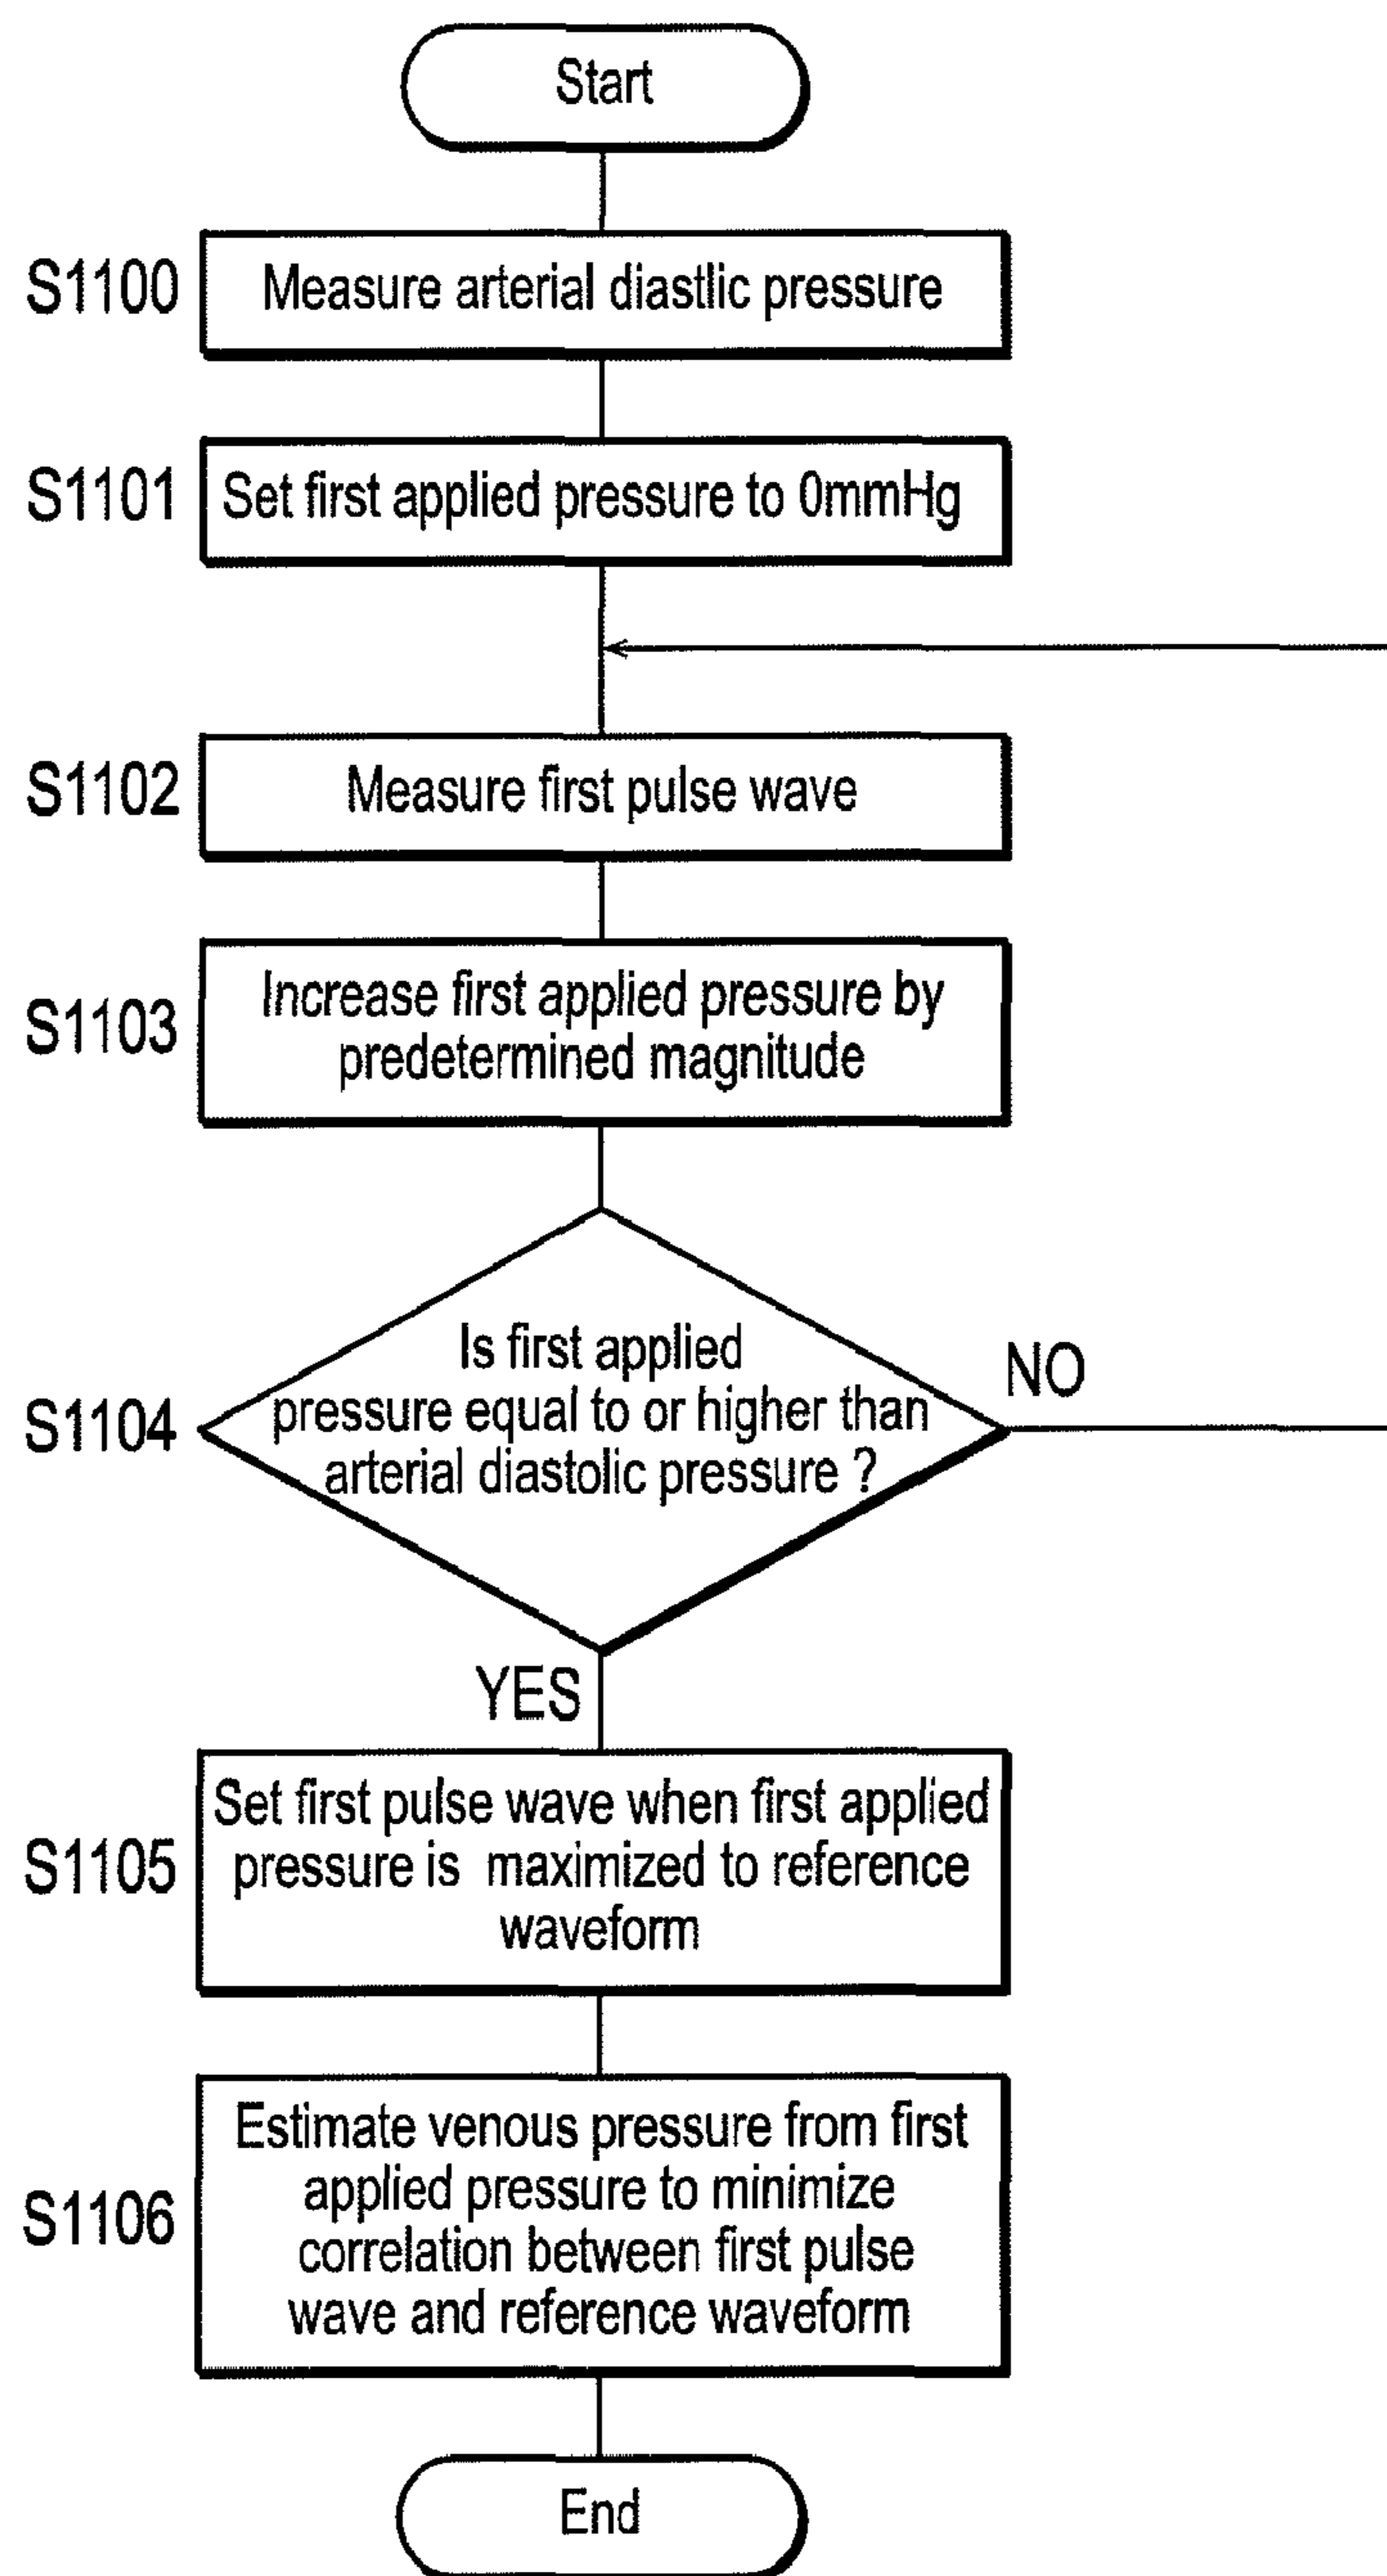 Start
S1100
Measure arterial diastlic pressure
S1101
Set first applied pressure to 0mmHg
S1102
Measure first pulse wave
S1103
Increase first applied pressure by
predetermined magnitude
S1104
Is first applied
pressure equal to or higher than
arterial diastolic pressure ?
NO
YES
S1105
Set first pulse wave when first applied
pressure is maximized to reference
waveform
S1106
Estimate venous pressure from first
applied pressure to minimize
correlation between first pulse
wave and reference waveform
End